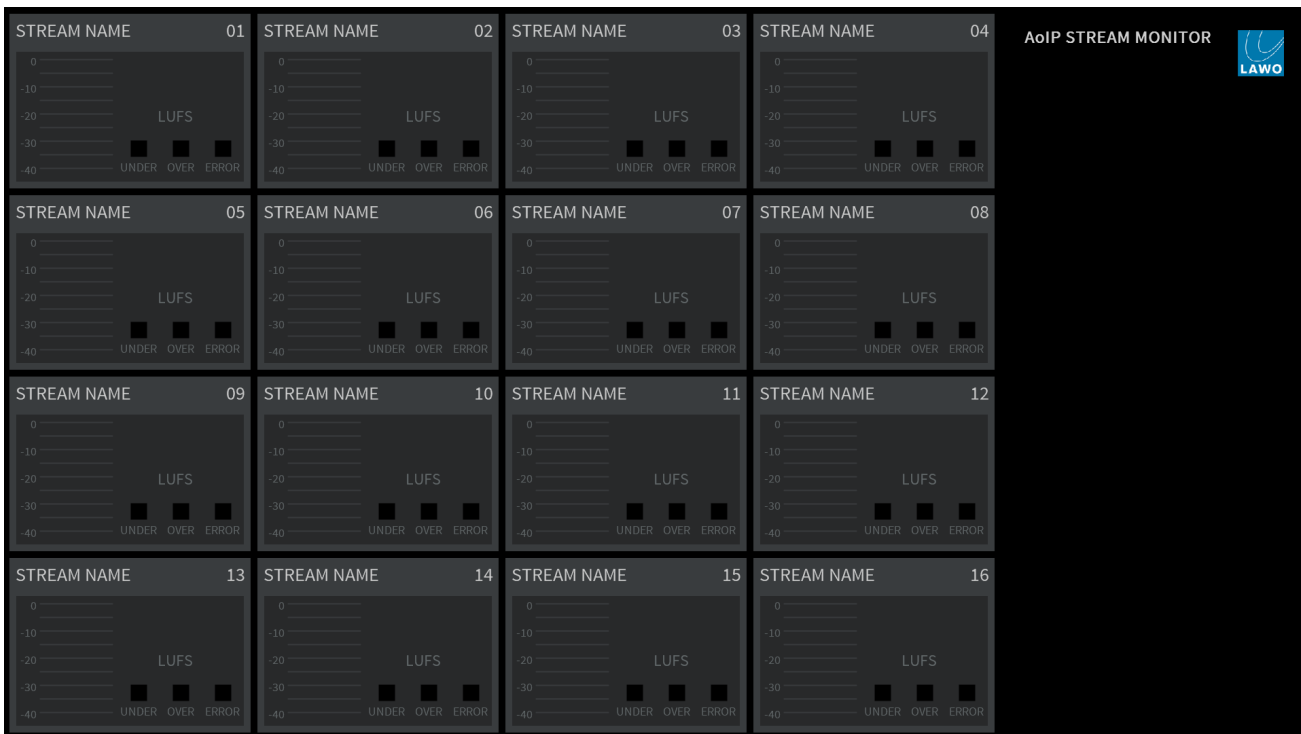 STREAM NAME 01 STREAM NAME 02 STREAM NAME 03 STREAM NAME 04 AoIP STREAM MONITOR
LAWO
0 0 0 0
-10 -10 -10 -10
-20 LUFS -20 LUFS -20 LUFS -20 LUFS
-30 -30 -30 -30
-40 UNDER OVER ERROR -40 UNDER OVER ERROR -40 UNDER OVER ERROR -40 UNDER OVER ERROR
STREAM NAME 05 STREAM NAME 06 STREAM NAME 07 STREAM NAME 08
0 0 0 0
-10 -10 -10 -10
-20 LUFS -20 LUFS -20 LUFS -20 LUFS
-30 -30 -30 -30
-40 UNDER OVER ERROR -40 UNDER OVER ERROR -40 UNDER OVER ERROR -40 UNDER OVER ERROR
STREAM NAME 09 STREAM NAME 10 STREAM NAME 11 STREAM NAME 12
0 0 0 0
-10 -10 -10 -10
-20 LUFS -20 LUFS -20 LUFS -20 LUFS
-30 -30 -30 -30
-40 UNDER OVER ERROR -40 UNDER OVER ERROR -40 UNDER OVER ERROR -40 UNDER OVER ERROR
STREAM NAME 13 STREAM NAME 14 STREAM NAME 15 STREAM NAME 16
0 0 0 0
-10 -10 -10 -10
-20 LUFS -20 LUFS -20 LUFS -20 LUFS
-30 -30 -30 -30
-40 UNDER OVER ERROR -40 UNDER OVER ERROR -40 UNDER OVER ERROR -40 UNDER OVER ERROR